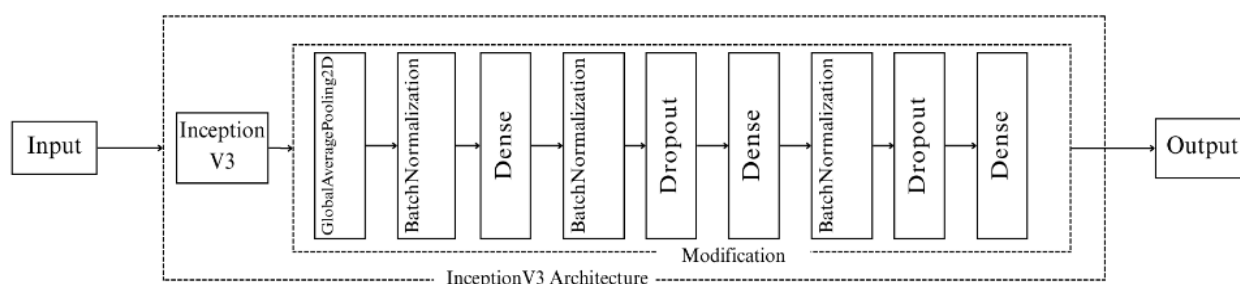 Input
Inception
V3
GlobalAveragePooling2D
BatchNormalization
Dense
BatchNormalization
Dropout
Dense
BatchNormalization
Dropout
Dense
Output
Modification
InceptionV3 Architecture